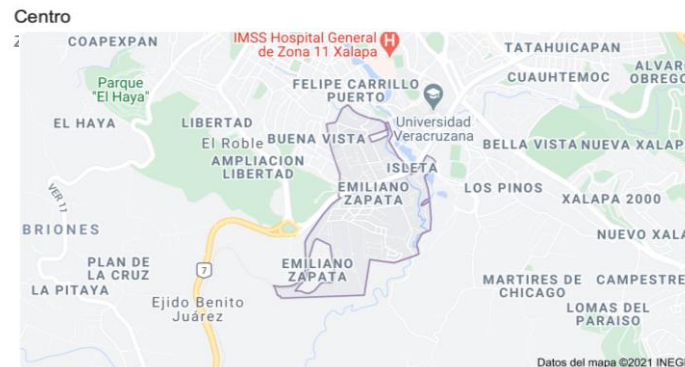 Centro
COAPEXPAN
IMSS Hospital General
de Zona 11 Xalapa
H
TATAHUICAPAN
Parque
"El Haya"
FELIPE CARRILLO
PUERTO
CUAUHTEMOC
ALVAR
OBREGO
EL HAYA
LIBERTAD
El Roble
BUENA VISTA
Universidad
Veracruzana
AMPLIACION
LIBERTAD
ISLETA
BELLA VISTA
NUEVA XALAP
EMILIANO
ZAPATA
LOS PINOS
XALAPA 2000
VER 11
BRIONES
NUEVO XALA
PLAN DE
LA CRUZ
7
EMILIANO
ZAPATA
LA PITAYA
Ejido Benito
Juárez
MARTIRES DE
CHICAGO
CAMPESTRE
LOMAS DEL
PARAISO
Datos del mapa ©2021 INEGI